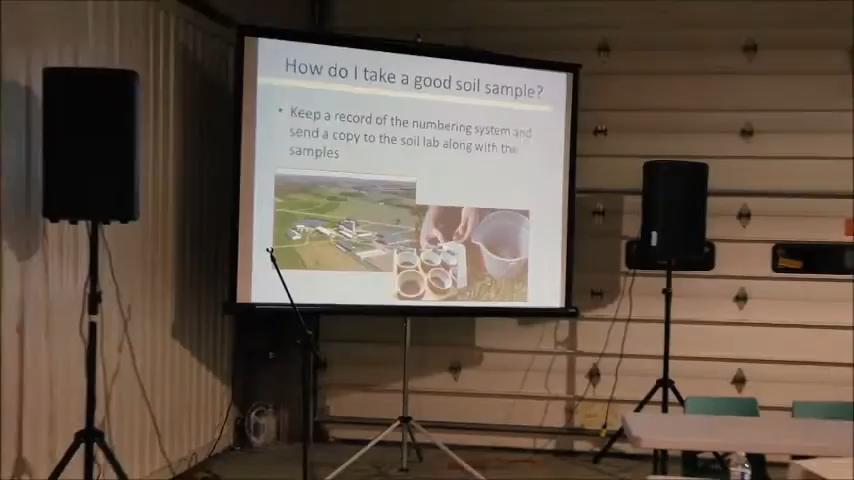 How do I take a good soil sample?
• Keep a record of the numbering system and
send a copy to the soil lab along with the
samples